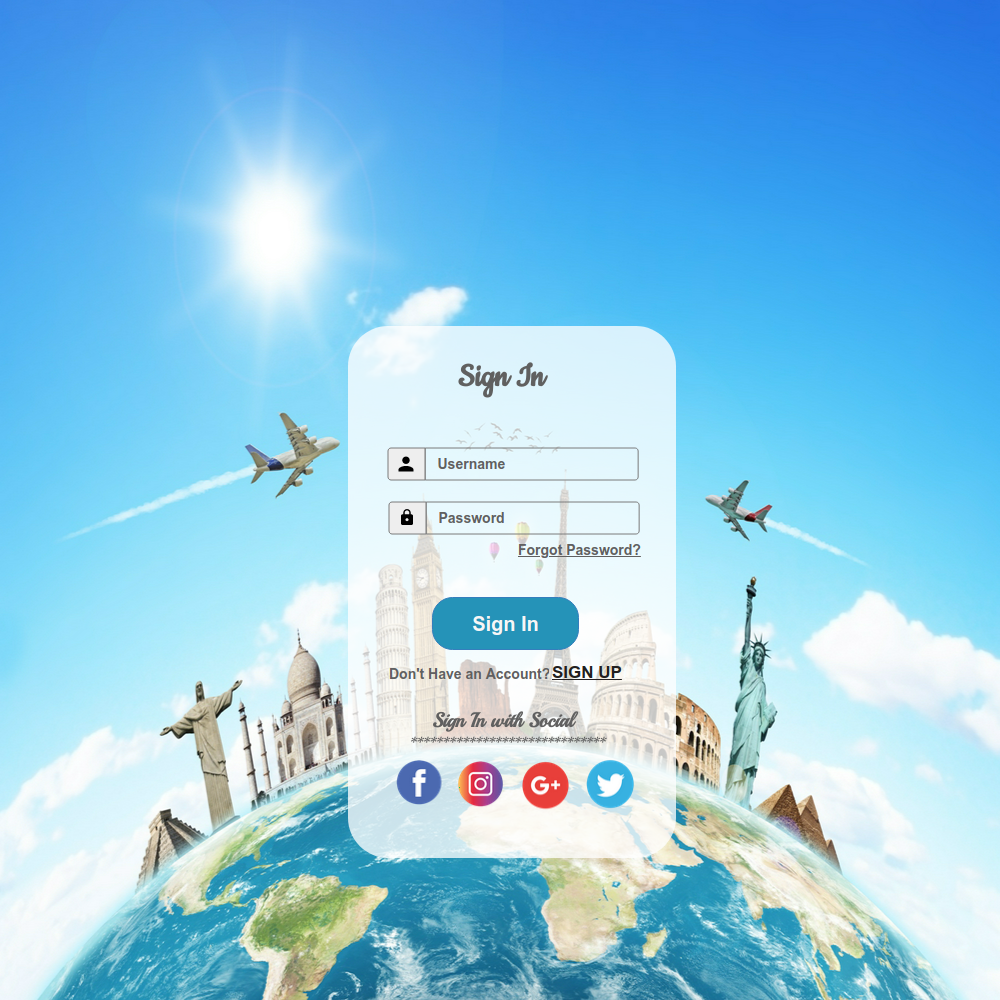 Sign In
Username
Password
Forgot Password?
Sign In
Don't Have an Account? SIGN UP
Sign In with Social
******************************
f
G+